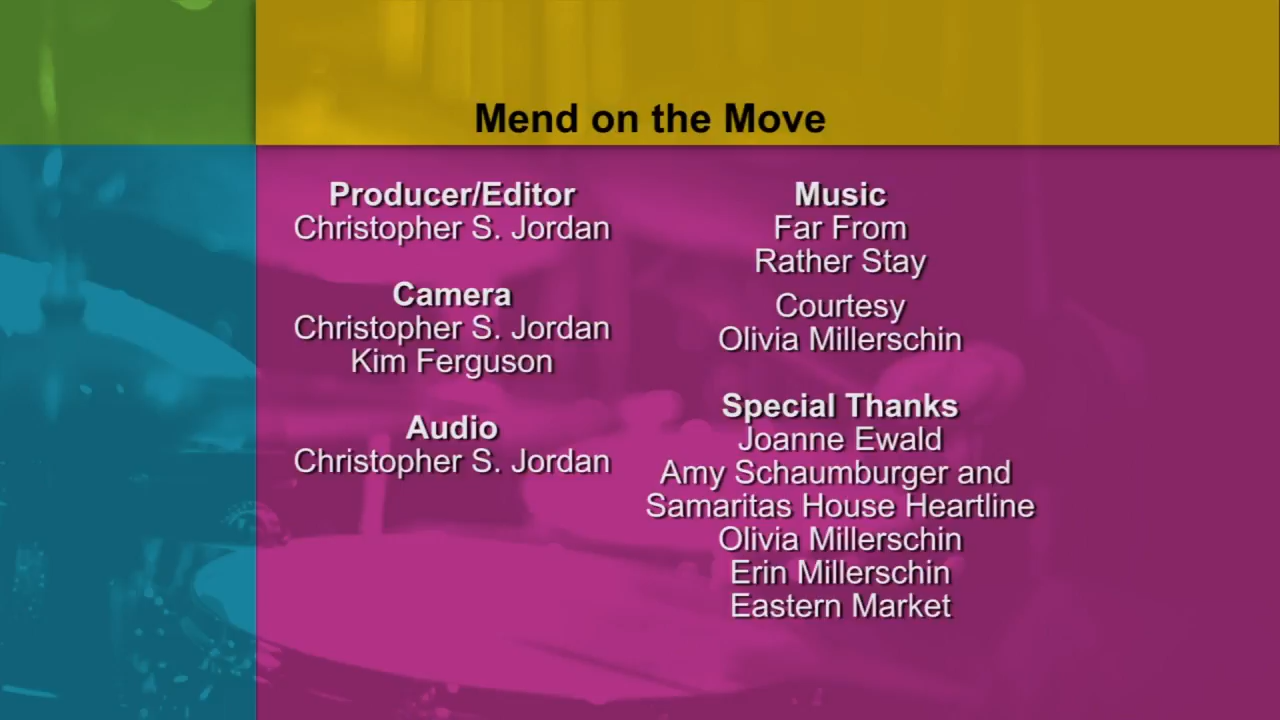 Mend on the Move
Producer/Editor
Christopher S. Jordan
Camera
Christopher S. Jordan
Kim Ferguson
Audio
Christopher S. Jordan
Music
Far From
Rather Stay
Courtesy
Olivia Millerschin
Special Thanks
Joanne Ewald
Amy Schaumburger and
Samaritas House Heartline
Olivia Millerschin
Erin Millerschin
Eastern Market